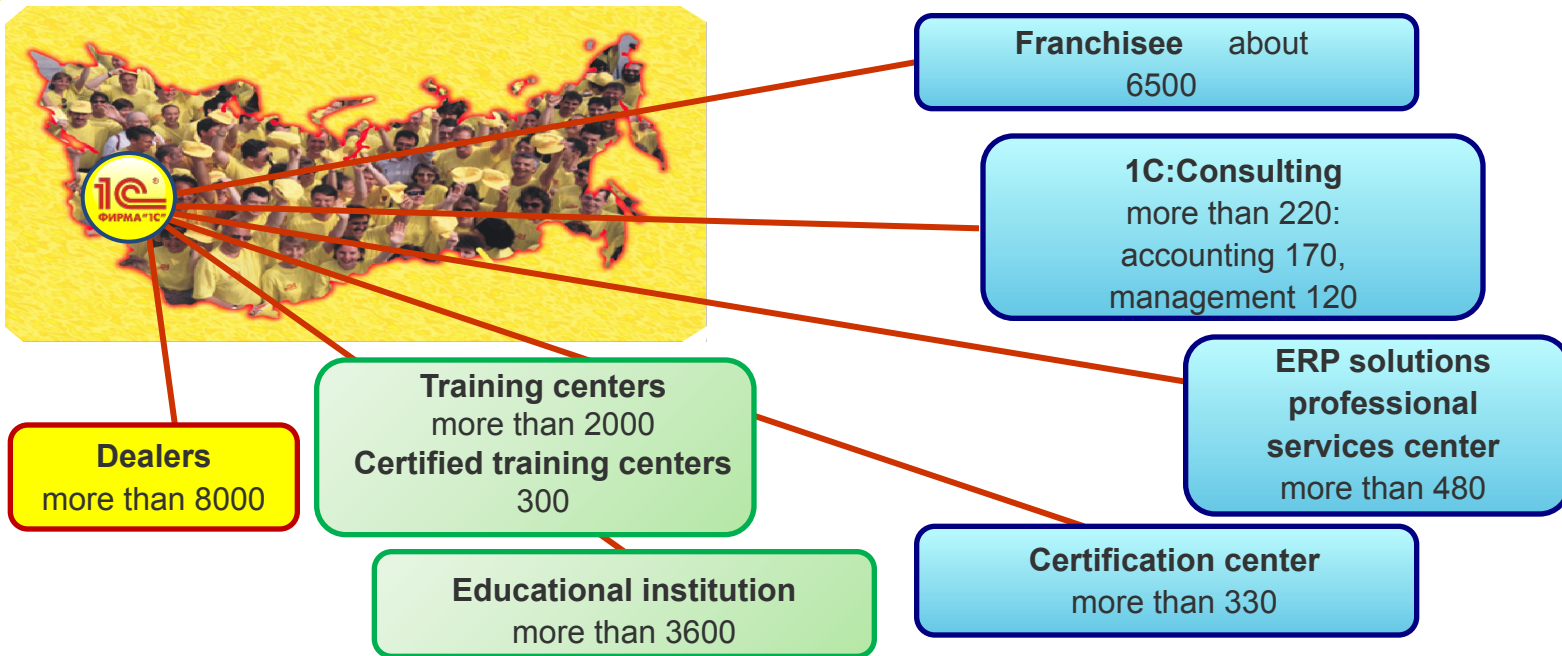 1С®
ФИРМА "1С"
Franchisee about
6500
1C:Consulting
more than 220:
accounting 170,
management 120
ERP solutions
professional
services center
more than 480
Training centers
more than 2000
Certified training centers
300
Dealers
more than 8000
Educational institution
more than 3600
Certification center
more than 330